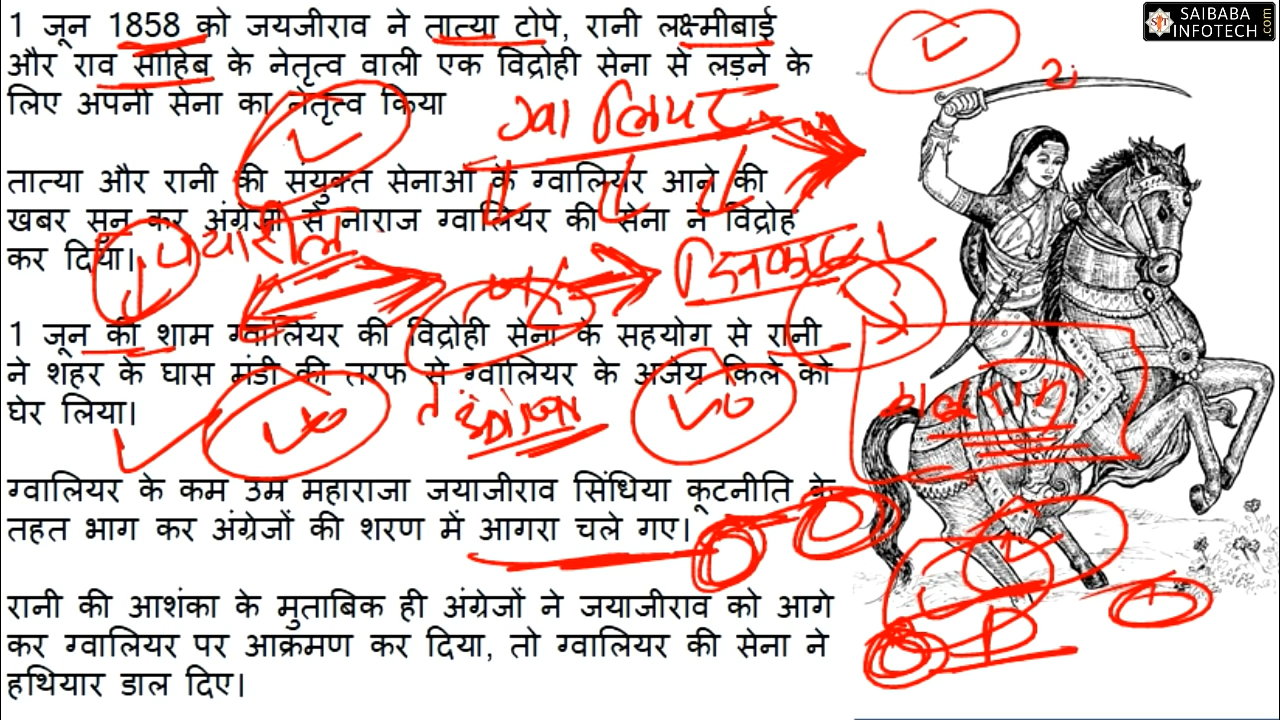 1 जून 1858 को जयजीराव ने तात्या टोपे, रानी लक्ष्मीबाई
और राव साहिब के नेतृत्व वाली एक विद्रोही सेना से लड़ने के
लिए अपनी सेना का नेतृत्व किया
ग्वालियर
तात्या और रानी की संयुक्त सेनाओं के ग्वालियर आने की
खबर सुन कर अंग्रेजों से नाराज ग्वालियर की सेना ने विद्रोह
कर दिया।
1 जून की शाम ग्वालियर की विद्रोही सेना के सहयोग से रानी
ने शहर के घास मंडी की तरफ से ग्वालियर के अजेय किले को
घेर लिया।
ग्वालियर के कम उम्र महाराजा जयाजीराव सिंधिया कूटनीति के
तहत भाग कर अंग्रेजों की शरण में आगरा चले गए।
रानी की आशंका के मुताबिक ही अंग्रेजों ने जयाजीराव को आगे
कर ग्वालियर पर आक्रमण कर दिया, तो ग्वालियर की सेना ने
हथियार डाल दिए।
SAIBABA
INFOTECH.com